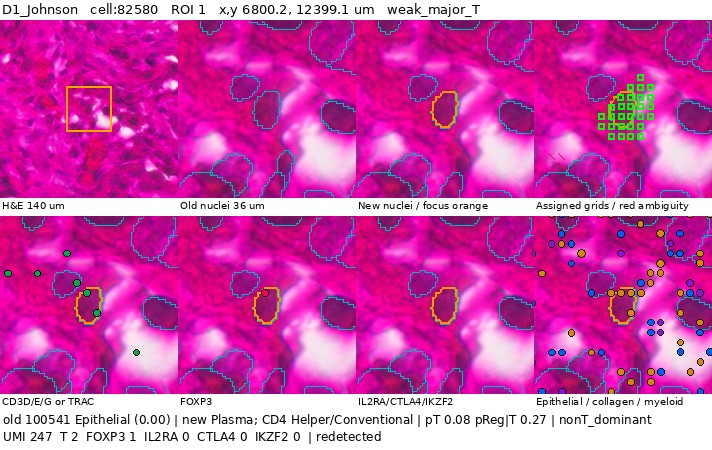 D1_Johnson cell:82580 ROI 1 x,y 6800.2, 12399.1 um weak_major_T
H&E 140 um
Old nuclei 36 um
New nuclei / focus orange
Assigned grids / red ambiguity
CD3D/E/G or TRAC
FOXP3
IL2RA/CTLA4/IKZF2
Epithelial / collagen / myeloid
old 100541 Epithelial (0.00) | new Plasma; CD4 Helper/Conventional | pT 0.08 pReg|T 0.27 | nonT_dominant
UMI 247 T 2 FOXP3 1 IL2RA 0 CTLA4 0 IKZF2 0 | redetected